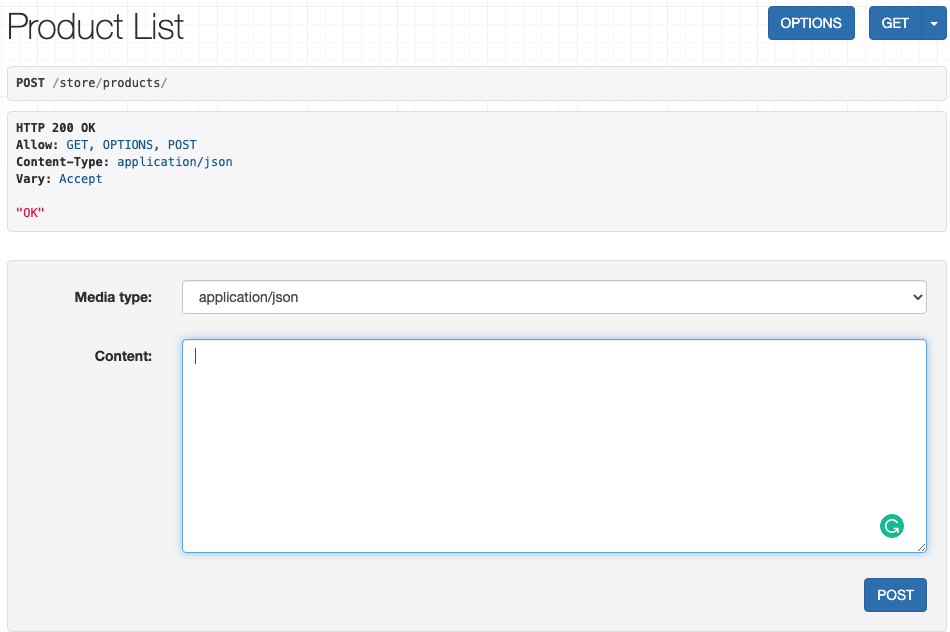 Product List
OPTIONS
GET
POST /store/products/
HTTP 200 OK
Allow: GET, OPTIONS, POST
Content-Type: application/json
Vary: Accept
"OK"
Media type:
application/json
Content:
POST